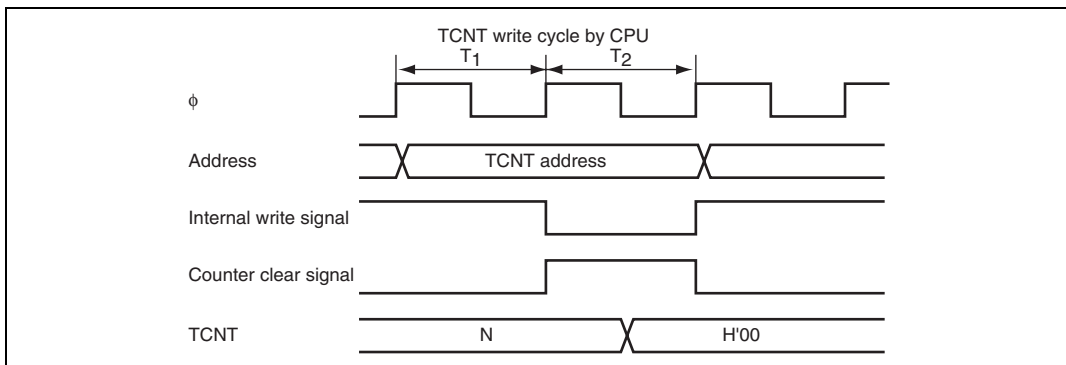 TCNT write cycle by CPU
T1 T2
ϕ
Address TCNT address
Internal write signal
Counter clear signal
TCNT N H'00